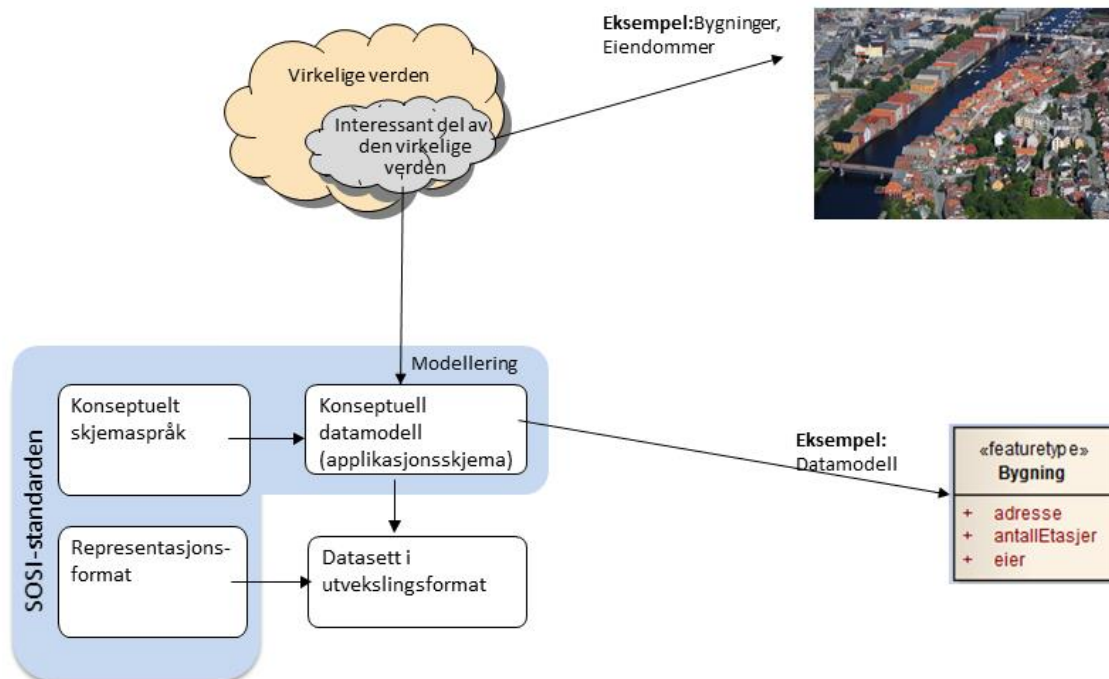 Eksempel:Bygninger,
Eiendommer
Virkelige verden
Interessant del av
den virkelige
verden
Modellering
Konseptuelt
skjemaspråk
Konseptuell
datamodell
(applikasjonsskjema)
Eksempel:
Datamodell
«featuretype»
Bygning
+ adresse
+ antallEtasjer
+ eier
SOSI-standarden
Representasjons-
format
Datasett i
utvekslingsformat